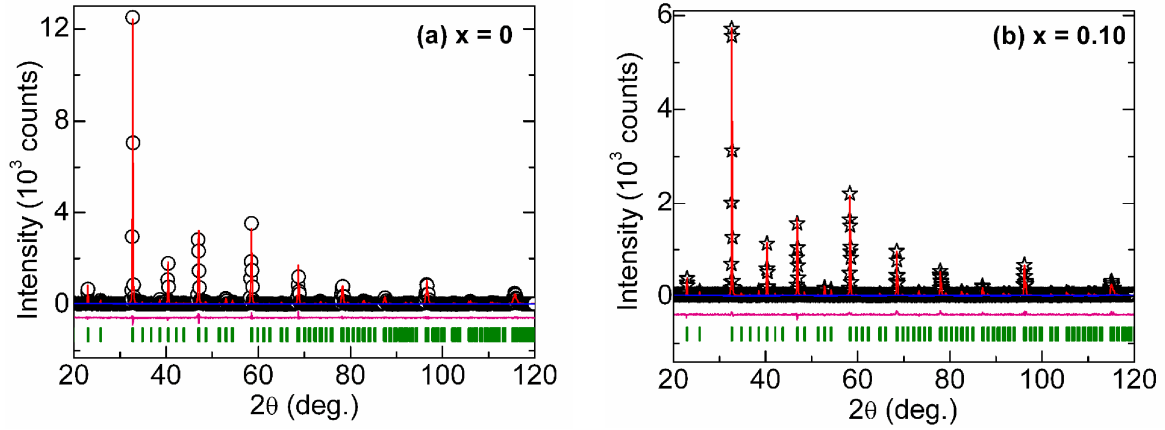 (a) x = 0
Intensity (10³ counts)
12
8
4
0
20 40 60 80 100 120
2θ (deg.)
(b) x = 0.10
Intensity (10³ counts)
6
4
2
0
20 40 60 80 100 120
2θ (deg.)